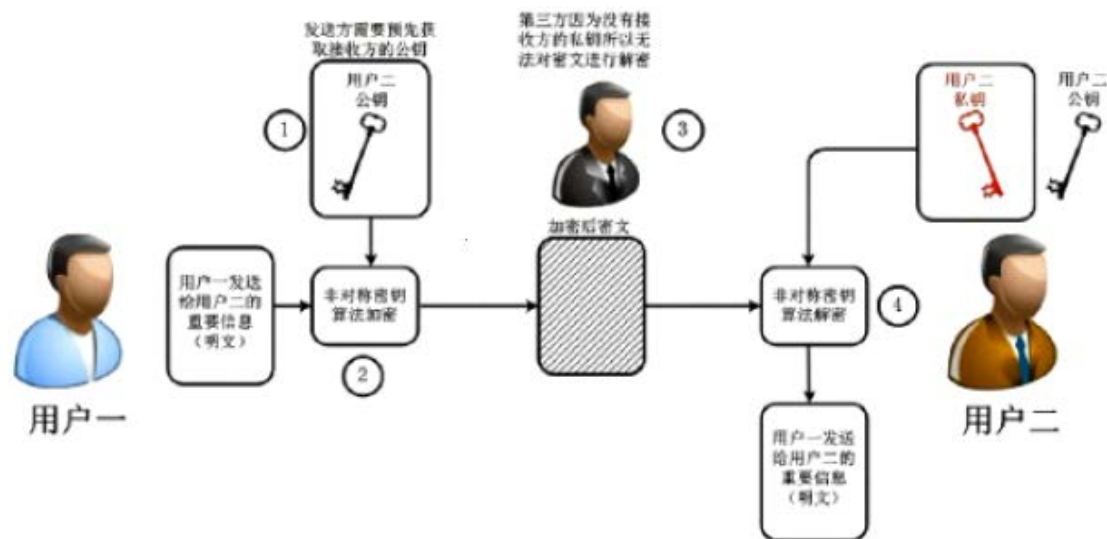 发送方需要预先获
取接收方的公钥
用户二
公钥
①
第三方因为没有接
收方的私钥所以无
法对密文进行解密
③
用户二
私钥
用户二
公钥
加密后密文
用户一发送
给用户二的
重要信息
（明文）
非对称密钥
算法加密
②
非对称密钥
算法解密
④
用户一
用户二
用户一发送
给用户二的
重要信息
（明文）